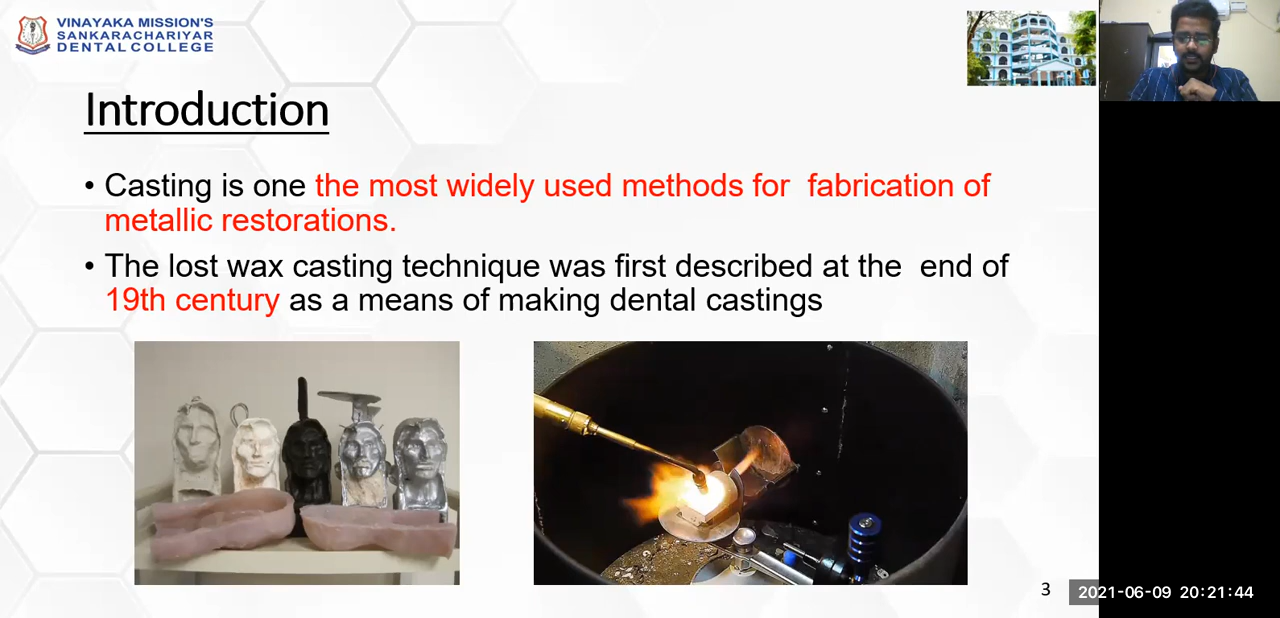 VINAYAKA MISSION'S
SANKARACHARIYAR
DENTAL COLLEGE
Introduction
• Casting is one the most widely used methods for fabrication of
metallic restorations.
• The lost wax casting technique was first described at the end of
19th century as a means of making dental castings
3
2021-06-09 20:21:44